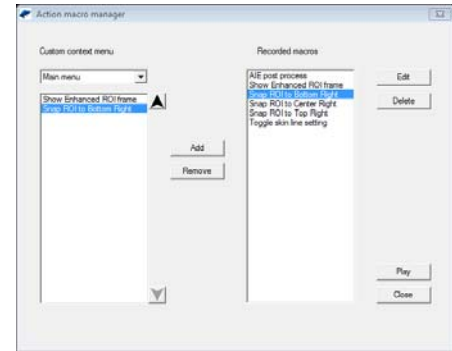 Action macro manager
Custom context menu
Recorded macros
Main menu
Show Enhanced ROI frame
Snap ROI to Bottom Right
Add
Remove
AIE post process
Show Enhanced ROI frame
Snap ROI to Bottom Right
Snap ROI to Center Right
Snap ROI to Top Right
Toggle skin line setting
Edit
Delete
Play
Close